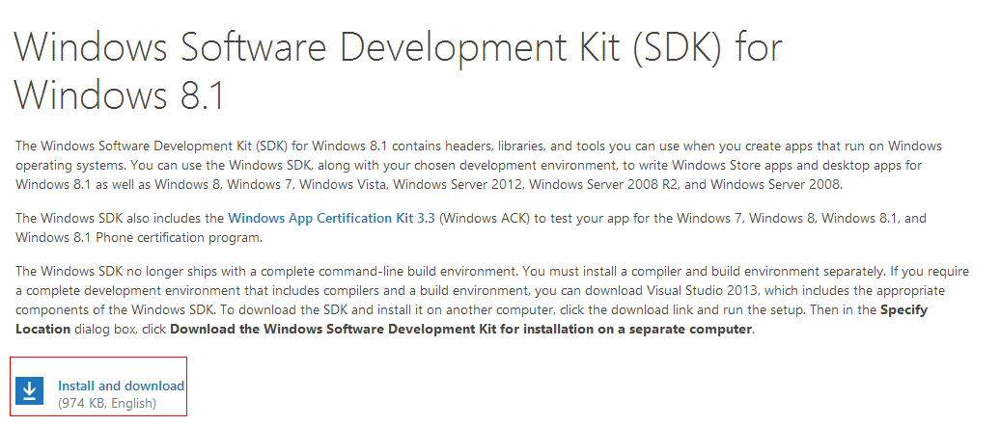 Windows Software Development Kit (SDK) for
Windows 8.1
The Windows Software Development Kit (SDK) for Windows 8.1 contains headers, libraries, and tools you can use when you create apps that run on Windows
operating systems. You can use the Windows SDK, along with your chosen development environment, to write Windows Store apps and desktop apps for
Windows 8.1 as well as Windows 8, Windows 7, Windows Vista, Windows Server 2012, Windows Server 2008 R2, and Windows Server 2008.
The Windows SDK also includes the Windows App Certification Kit 3.3 (Windows ACK) to test your app for the Windows 7, Windows 8, Windows 8.1, and
Windows 8.1 Phone certification program.
The Windows SDK no longer ships with a complete command-line build environment. You must install a compiler and build environment separately. If you require
a complete development environment that includes compilers and a build environment, you can download Visual Studio 2013, which includes the appropriate
components of the Windows SDK. To download the SDK and install it on another computer, click the download link and run the setup. Then in the Specify
Location dialog box, click Download the Windows Software Development Kit for installation on a separate computer.
Install and download
(974 KB, English)